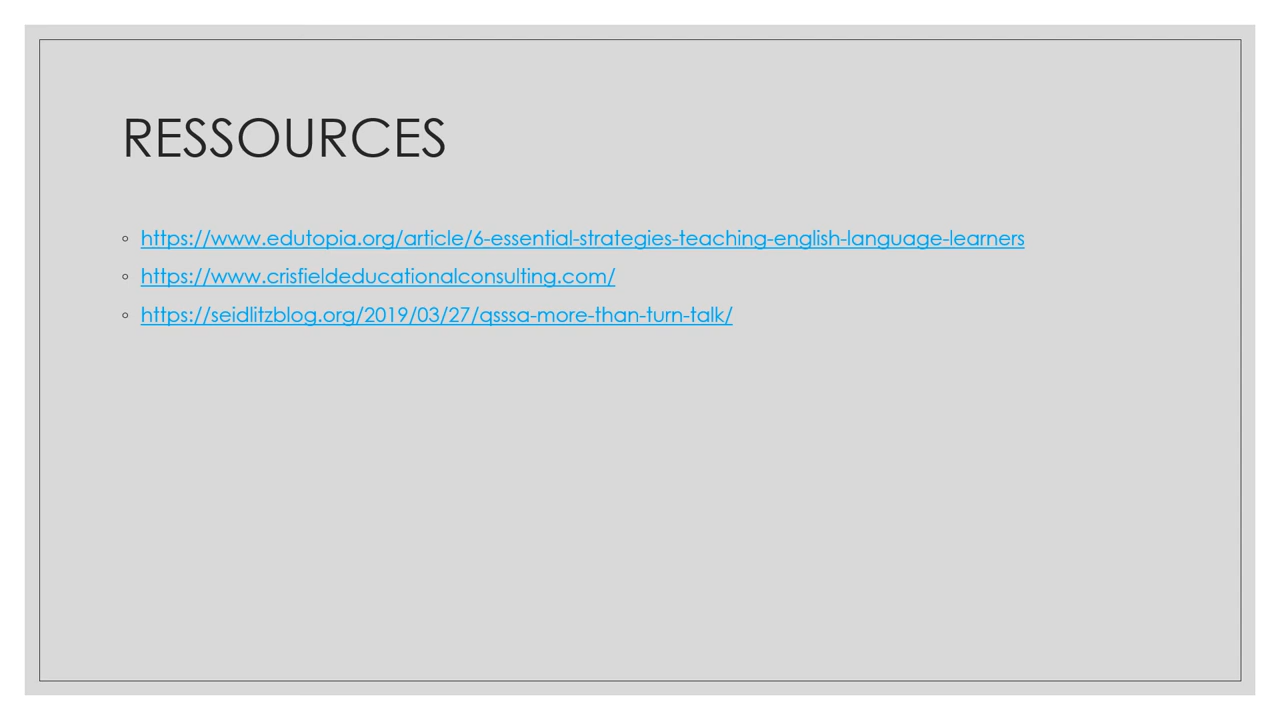 RESSOURCES
◦ https://www.edutopia.org/article/6-essential-strategies-teaching-english-language-learners
◦ https://www.crisfieldeducationalconsulting.com/
◦ https://seidlitzblog.org/2019/03/27/qsssa-more-than-turn-talk/